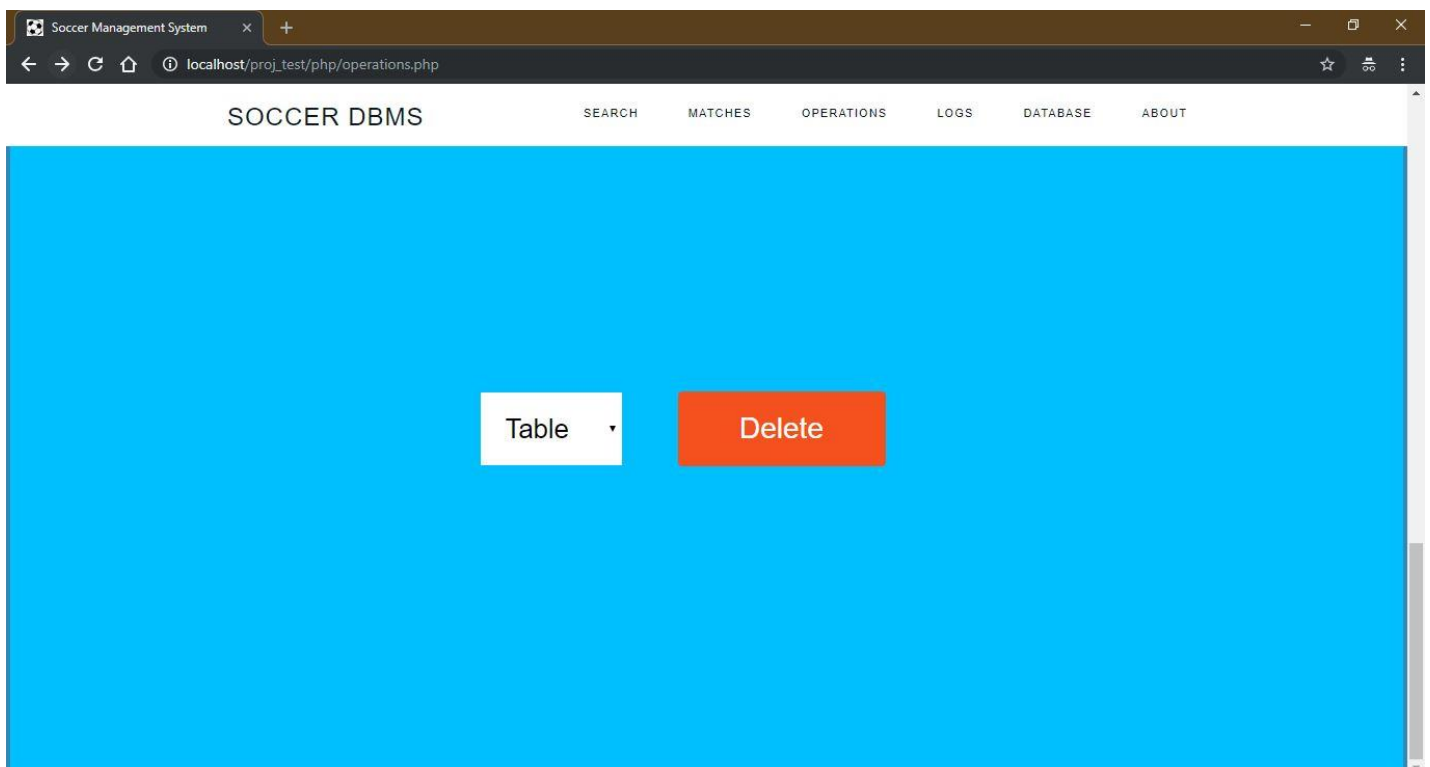 Soccer Management System
localhost/proj_test/php/operations.php
SOCCER DBMS SEARCH MATCHES OPERATIONS LOGS DATABASE ABOUT
Table Delete